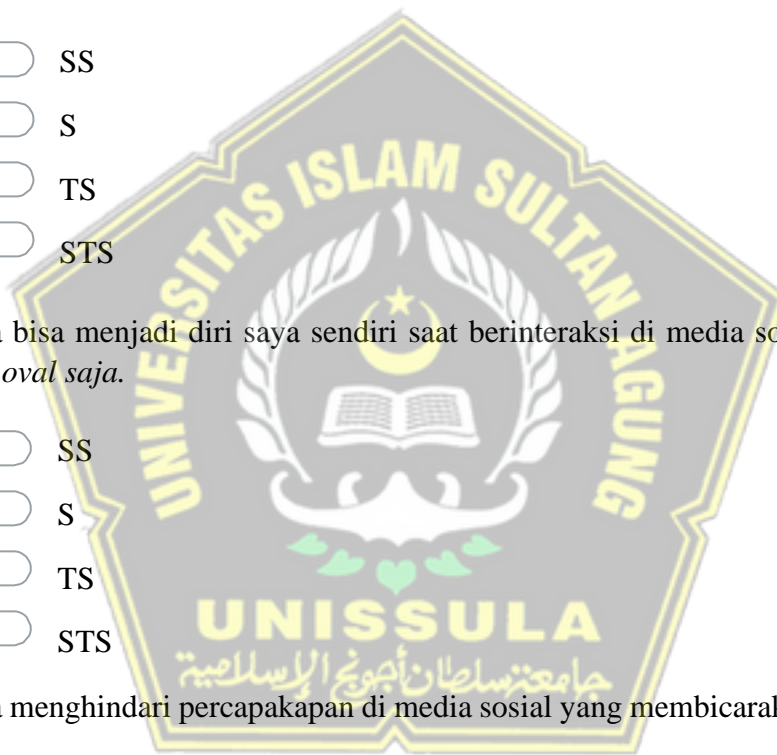 SS
S
TS
STS
bisa menjadi diri saya sendiri saat berinteraksi di media
oval saja.
SS
S
TS
STS
menghindari percapakapan di media sosial yang
UNIVERSITAS ISLAM SULTAN AGUNG
UNISSULA
جامعة سلطان أجونج الإسلامية